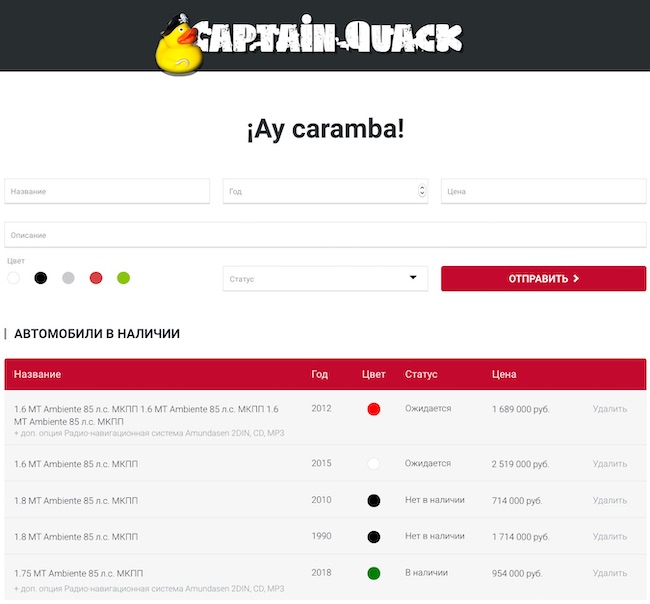 Captain Quack
¡Ay caramba!
Название
Год
Цена
Описание
Цвет
Статус
ОТПРАВИТЬ
АВТОМОБИЛИ В НАЛИЧИИ
Название Год Цвет Статус Цена
1.6 MT Ambiente 85 л.с. МКПП 1.6 MT Ambiente 85 л.с. МКПП 1.6 2012 Ожидается 1 689 000 руб. Удалить
MT Ambiente 85 л.с. МКПП
+ доп. опция Радио-навигационная система Amundasen 2DIN, CD, MP3
1.6 MT Ambiente 85 л.с. МКПП 2015 Ожидается 2 519 000 руб. Удалить
1.8 MT Ambiente 85 л.с. МКПП 2010 Нет в наличии 714 000 руб. Удалить
1.8 MT Ambiente 85 л.с. МКПП 1990 Нет в наличии 1 714 000 руб. Удалить
1.75 MT Ambiente 85 л.с. МКПП 2018 В наличии 954 000 руб. Удалить
+ доп. опция Радио-навигационная система Amundasen 2DIN, CD, MP3